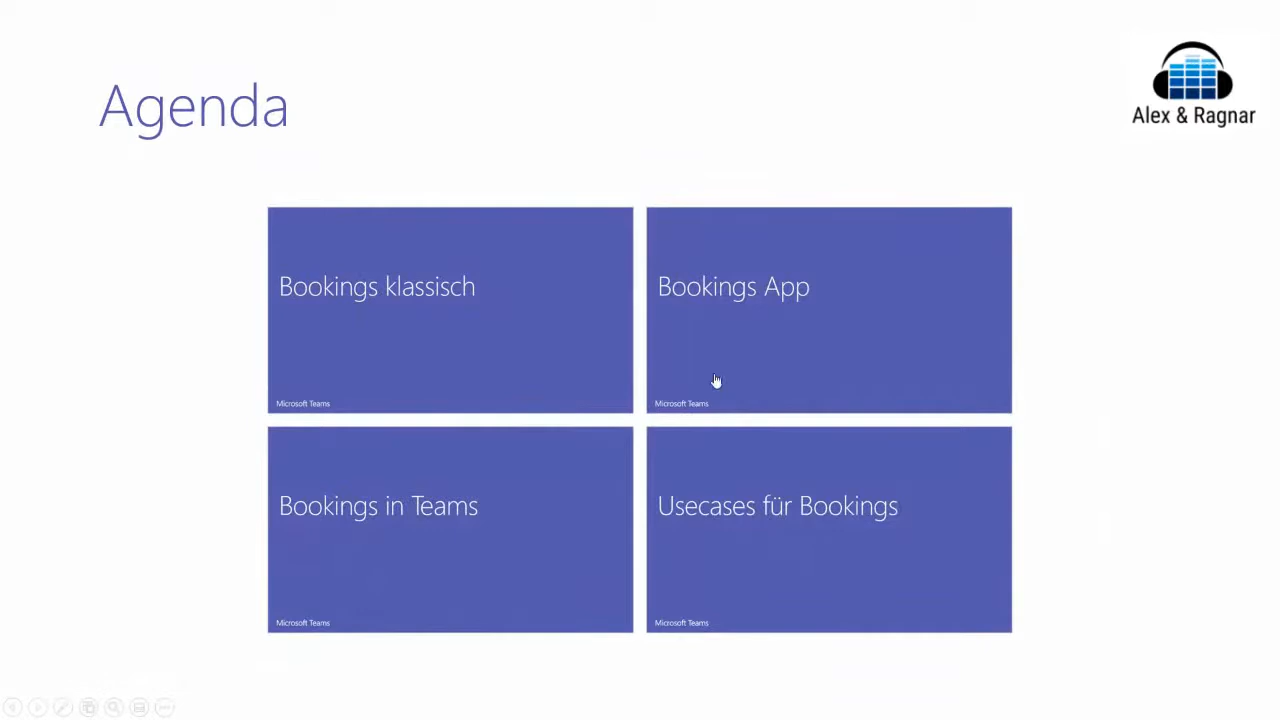 Agenda
Alex & Ragnar
Bookings klassisch
Microsoft Teams
Bookings App
Microsoft Teams
Bookings in Teams
Microsoft Teams
Usecases für Bookings
Microsoft Teams